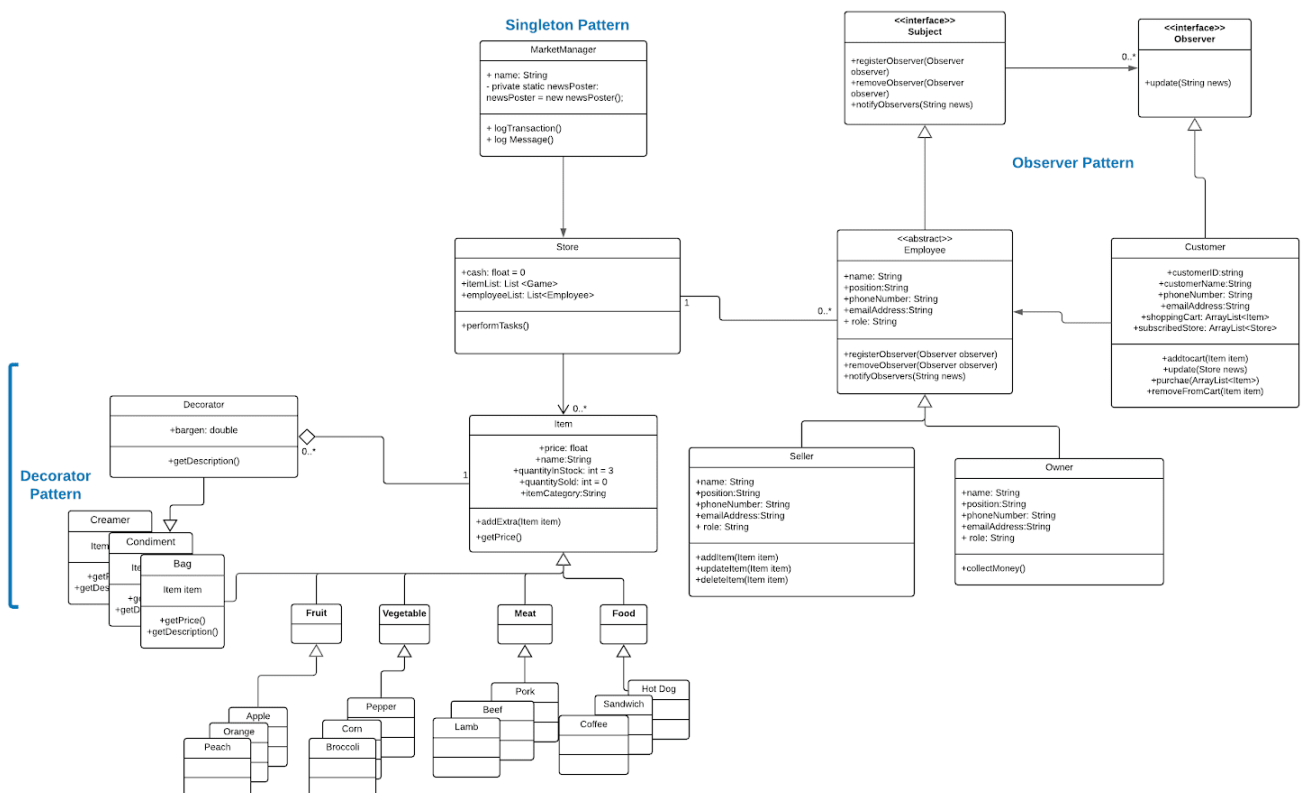 Singleton Pattern
MarketManager
+ name: String
- private static newsPoster:
newsPoster = new newsPoster();
+ logTransaction()
+ log Message()
<<interface>>
Subject
+registerObserver(Observer
observer)
+removeObserver(Observer
observer)
+notifyObservers(String news)
0..*
<<interface>>
Observer
+update(String news)
Observer Pattern
Store
+cash: float = 0
+itemList: List <Game>
+employeeList: List<Employee>
+performTasks()
1
0..*
<<abstract>>
Employee
+name: String
+position:String
+phoneNumber: String
+emailAddress:String
+ role: String
+registerObserver(Observer observer)
+removeObserver(Observer observer)
+notifyObservers(String news)
Customer
+customerID:string
+customerName:String
+phoneNumber: String
+emailAddress:String
+shoppingCart: ArrayList<Item>
+subscribedStore: ArrayList<Store>
+addtocart(Item item)
+update(Store news)
+purchae(ArrayList<Item>)
+removeFromCart(Item item)
Decorator
Pattern
Decorator
+bargen: double
+getDescription()
0..*
1
0..*
Item
+price: float
+name:String
+quantityInStock: int = 3
+quantitySold: int = 0
+itemCategory:String
+addExtra(Item item)
+getPrice()
Seller
+name: String
+position:String
+phoneNumber: String
+emailAddress:String
+ role: String
+addItem(Item item)
+updateItem(Item item)
+deleteItem(Item item)
Owner
+name: String
+position:String
+phoneNumber: String
+emailAddress:String
+ role: String
+collectMoney()
Creamer
Item
+getDes
Condiment
+getD
Bag
Item item
+getPrice()
+getDescription()
Fruit
Vegetable
Meat
Food
Apple
Orange
Peach
Pepper
Corn
Broccoli
Pork
Beef
Lamb
Hot Dog
Sandwich
Coffee